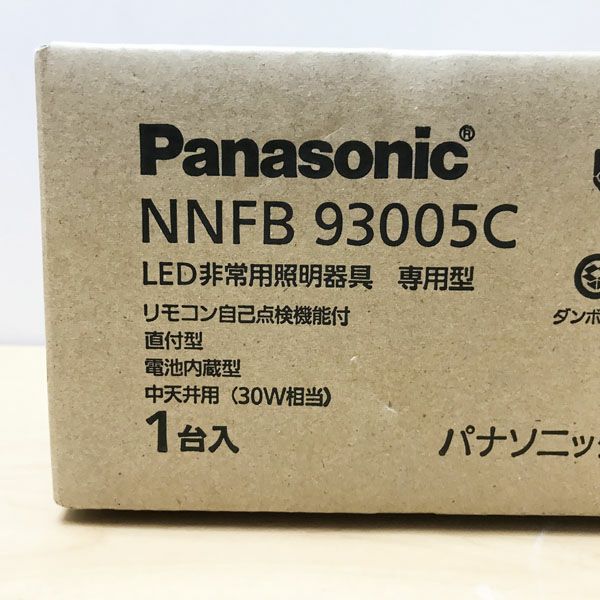 Panasonic®
NNFB 93005C
LED非常用照明器具 専用型
リモコン自己点検機能付
直付型
電池内蔵型
中天井用（30W相当）
1台入
ダンボ
パナソニック